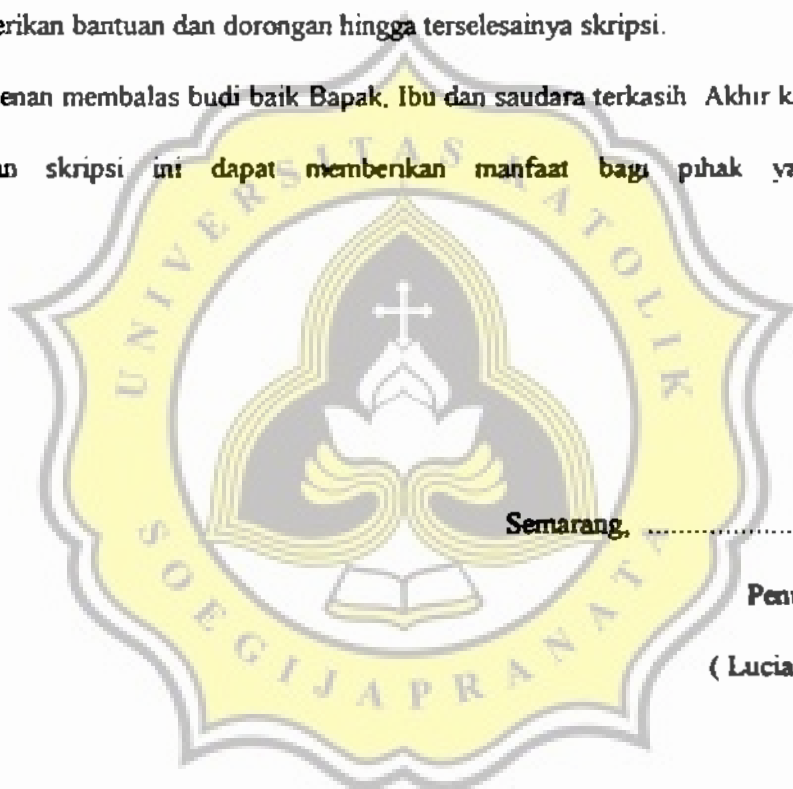 erikan bantuan dan dorongan hingga terselesainya skripsi.
enan membalas budi baik Bapak, Ibu dan saudara terkasih Akhir k
n skripsi ini dapat memberikan manfaat bagi pihak ya
UNIVERSITAS KATOLIK
Semarang, ....................
Penu
( Lucia
SOEGIJAPRANATA